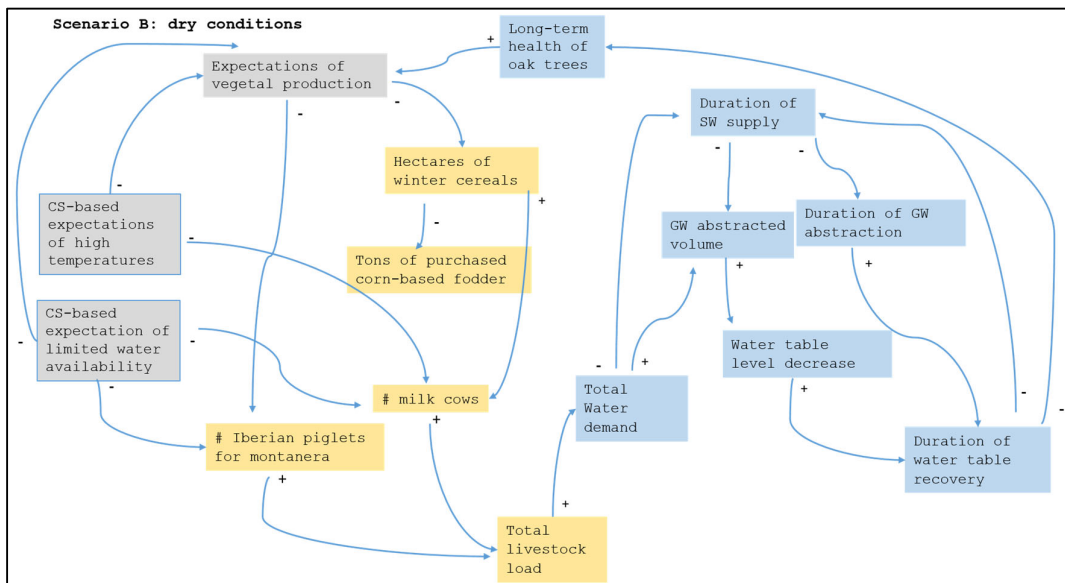 Scenario B: dry conditions
+
Long-term
health of
oak trees
Expectations of
vegetal production
-
-
Duration of
SW supply
-
-
Hectares of
winter cereals
-
+
-
CS-based
expectations
of high
temperatures
-
GW abstracted
volume
+
Duration of GW
abstraction
+
Tons of purchased
corn-based fodder
CS-based
expectation of
limited water
availability
-
-
-
Water table
level decrease
+
-
+
Total
Water
demand
# milk cows
+
-
-
# Iberian piglets
for montanera
+
Duration of
water table
recovery
+
Total
livestock
load